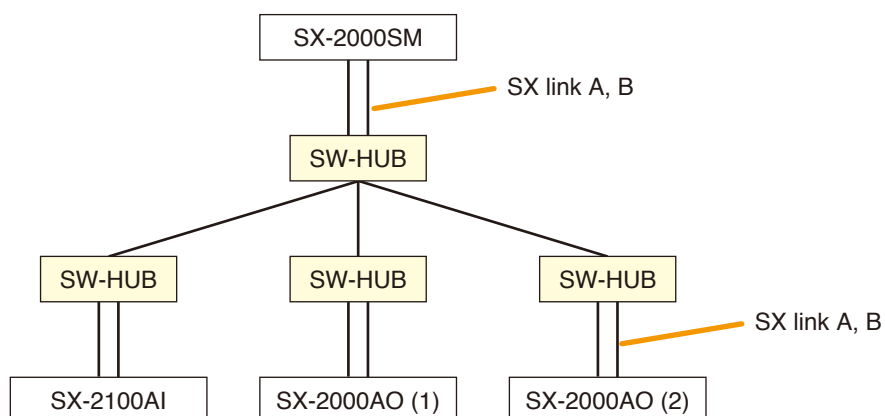 SX-2000SM
SX link A, B
SW-HUB
SW-HUB
SW-HUB
SW-HUB
SX link A, B
SX-2100AI
SX-2000AO (1)
SX-2000AO (2)